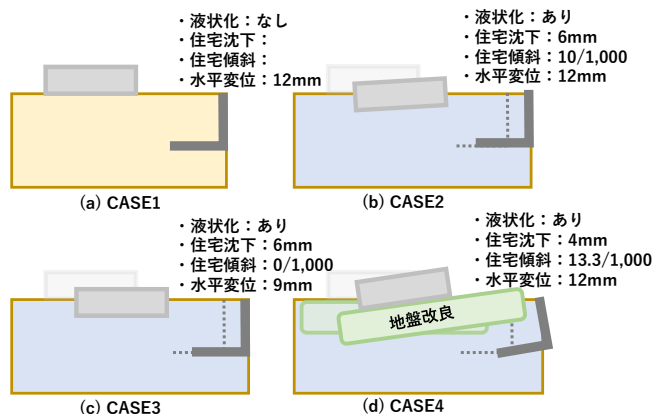 ・液状化：なし
・住宅沈下：
・住宅傾斜：
・水平変位：12mm
(a) CASE1
・液状化：あり
・住宅沈下：6mm
・住宅傾斜：10/1,000
・水平変位：12mm
(b) CASE2
・液状化：あり
・住宅沈下：6mm
・住宅傾斜：0/1,000
・水平変位：9mm
(c) CASE3
・液状化：あり
・住宅沈下：4mm
・住宅傾斜：13.3/1,000
・水平変位：12mm
地盤改良
(d) CASE4